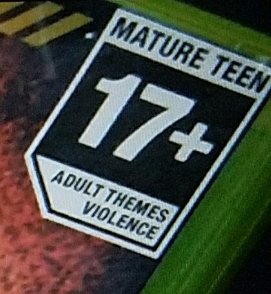 MATURE TEEN
17+
ADULT THEMES
VIOLENCE